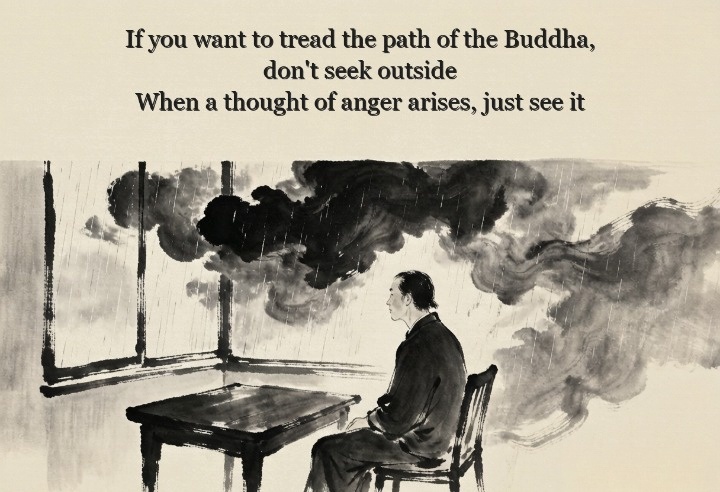 If you want to tread the path of the Buddha,
don't seek outside
When a thought of anger arises, just see it